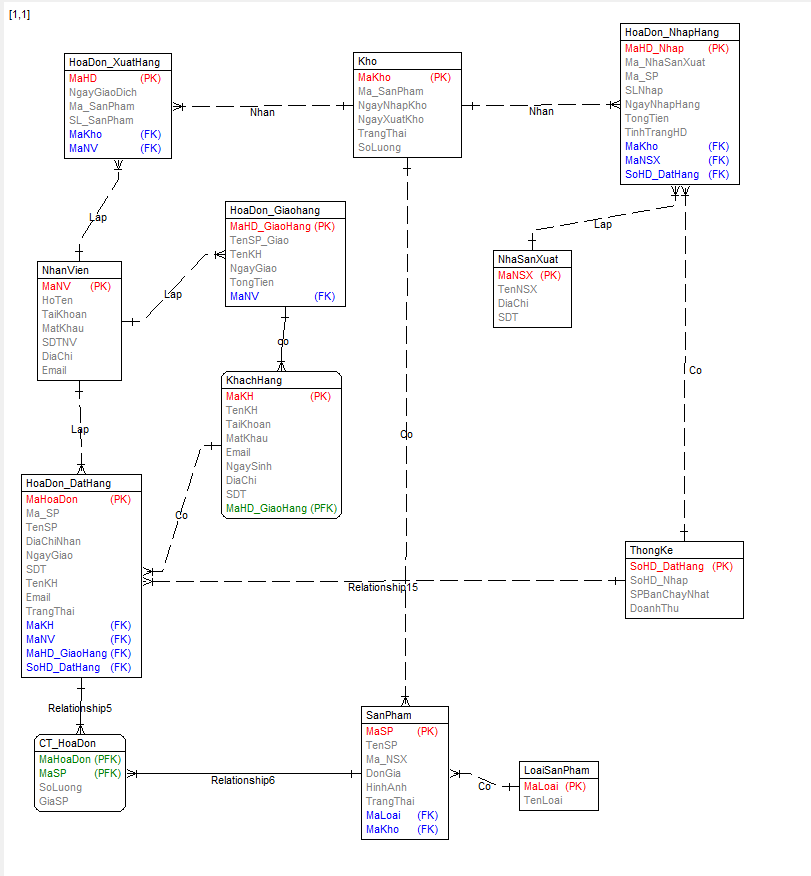 [1,1]
HoaDon_XuatHang
MaHD (PK)
NgayGiaoDich
Ma_SanPham
SL_SanPham
MaKho (FK)
MaNV (FK)
Nhan
Kho
MaKho (PK)
Ma_SanPham
NgayNhapKho
NgayXuatKho
TrangThai
SoLuong
Nhan
HoaDon_NhapHang
MaHD_Nhap (PK)
Ma_NhaSanXuat
Ma_SP
SLNhap
NgayNhapHang
TongTien
TinhTrangHD
MaKho (FK)
MaNSX (FK)
SoHD_DatHang (FK)
Lap
HoaDon_Giaohang
MaHD_GiaoHang (PK)
TenSP_Giao
TenKH
NgayGiao
TongTien
MaNV (FK)
Lap
NhaSanXuat
MaNSX (PK)
TenNSX
DiaChi
SDT
NhanVien
MaNV (PK)
HoTen
TaiKhoan
MatKhau
SDTNV
DiaChi
Email
Lap
co
Co
KhachHang
MaKH (PK)
TenKH
TaiKhoan
MatKhau
Email
NgaySinh
DiaChi
SDT
MaHD_GiaoHang (PFK)
Lap
Co
Co
HoaDon_DatHang
MaHoaDon (PK)
Ma_SP
TenSP
DiaChiNhan
NgayGiao
SDT
TenKH
Email
TrangThai
MaKH (FK)
MaNV (FK)
MaHD_GiaoHang (FK)
SoHD_DatHang (FK)
Relationship15
ThongKe
SoHD_DatHang (PK)
SoHD_Nhap
SPBanChayNhat
DoanhThu
Relationship5
CT_HoaDon
MaHoaDon (PFK)
MaSP (PFK)
SoLuong
GiaSP
Relationship6
SanPham
MaSP (PK)
TenSP
Ma_NSX
DonGia
HinhAnh
TrangThai
MaLoai (FK)
MaKho (FK)
Co
LoaiSanPham
MaLoai (PK)
TenLoai